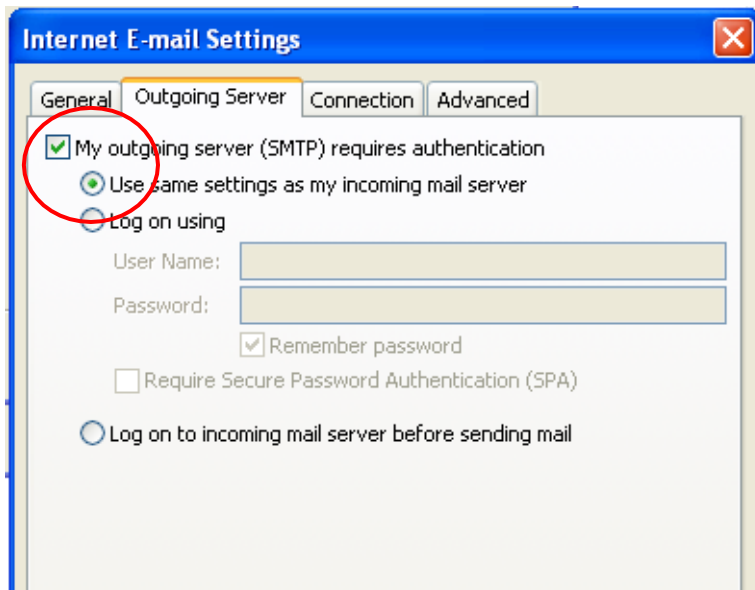 Internet E-mail Settings
General Outgoing Server Connection Advanced
My outgoing server (SMTP) requires authentication
Use same settings as my incoming mail server
Log on using
User Name:
Password:
Remember password
Require Secure Password Authentication (SPA)
Log on to incoming mail server before sending mail